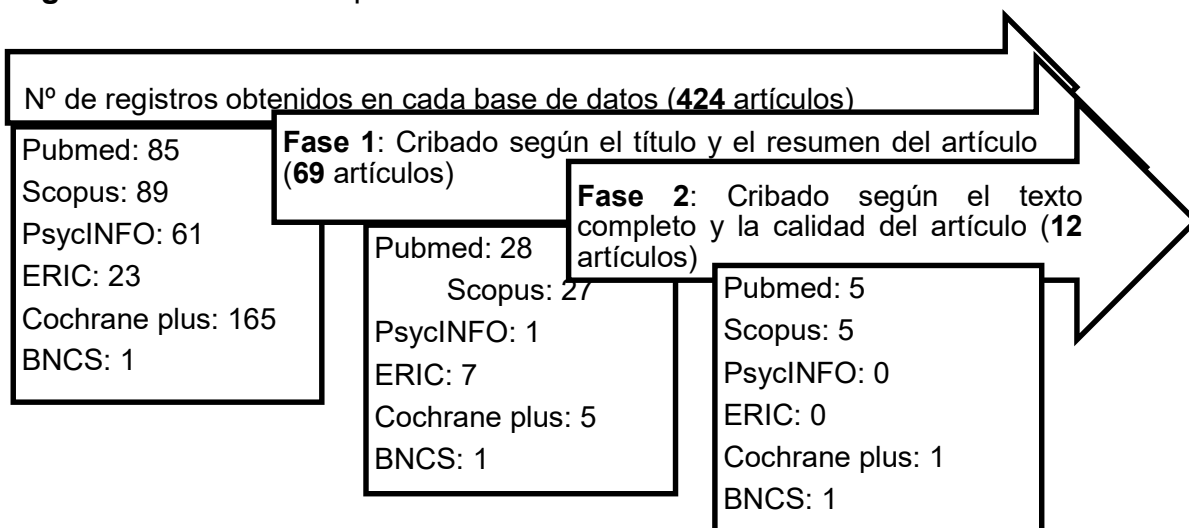 Nº de registros obtenidos en cada base de datos (424 artículos)
Pubmed: 85
Scopus: 89
PsycINFO: 61
ERIC: 23
Cochrane plus: 165
BNCS: 1
Fase 1: Cribado según el título y el resumen del artículo
(69 artículos)
Pubmed: 28
Scopus: 27
PsycINFO: 1
ERIC: 7
Cochrane plus: 5
BNCS: 1
Fase 2: Cribado según el texto
completo y la calidad del artículo (12
artículos)
Pubmed: 5
Scopus: 5
PsycINFO: 0
ERIC: 0
Cochrane plus: 1
BNCS: 1